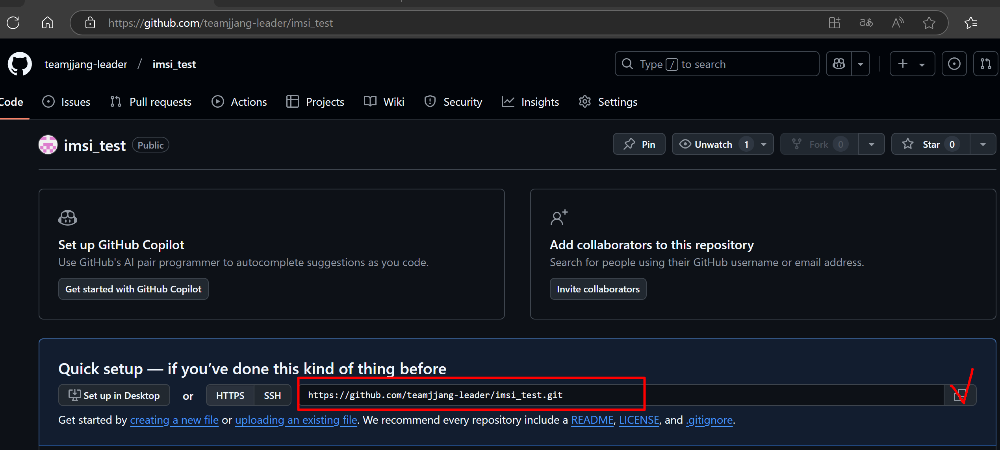 https://github.com/teamjjang-leader/imsi_test
aあ
A
teamjjang-leader / imsi_test
Type / to search
Code Issues Pull requests Actions Projects Wiki Security Insights Settings
imsi_test Public
Pin Unwatch 1 Fork 0 Star 0
Set up GitHub Copilot
Use GitHub's AI pair programmer to autocomplete suggestions as you code.
Get started with GitHub Copilot
Add collaborators to this repository
Search for people using their GitHub username or email address.
Invite collaborators
Quick setup — if you’ve done this kind of thing before
Set up in Desktop or HTTPS SSH https://github.com/teamjjang-leader/imsi_test.git
Get started by creating a new file or uploading an existing file. We recommend every repository include a README, LICENSE, and .gitignore.